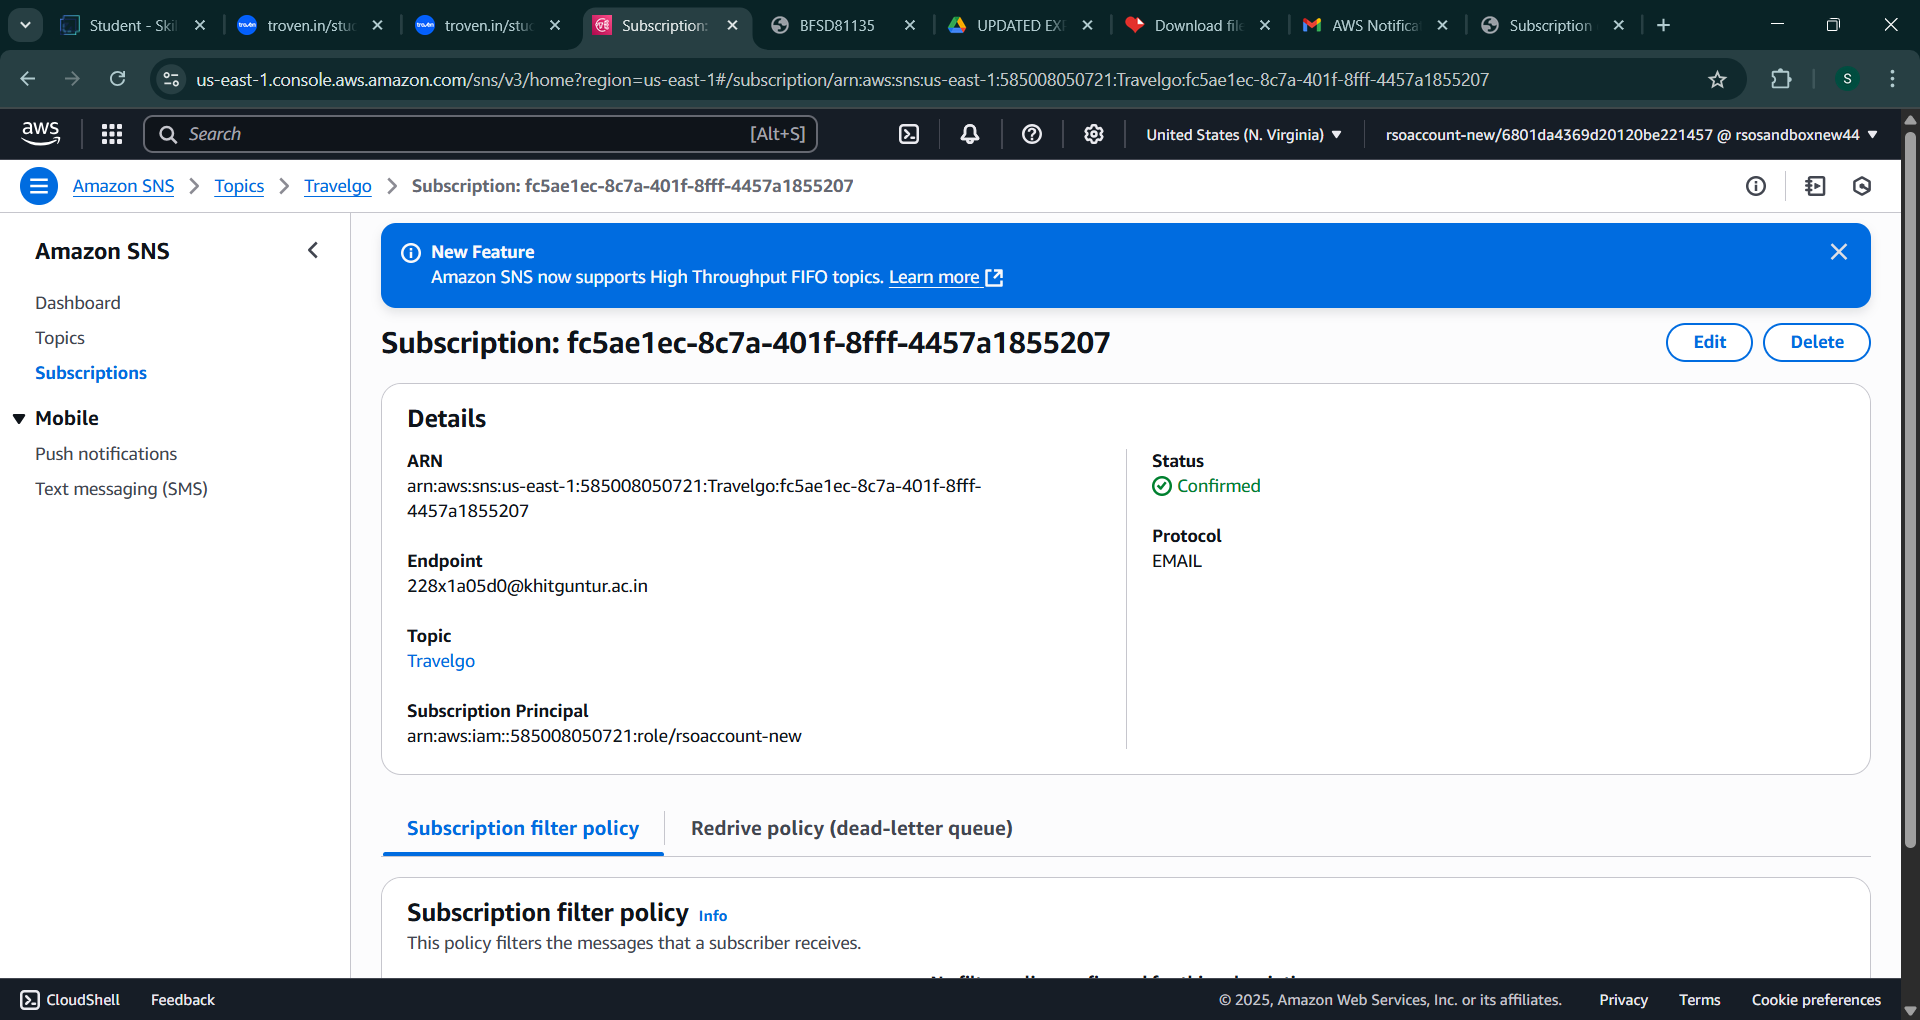 Student - Skil
troven.in/stuc
troven.in/stuc
Subscription:
BFSD81135
UPDATED EXP
Download file
AWS Notificat
Subscription
us-east-1.console.aws.amazon.com/sns/v3/home?region=us-east-1#/subscription/arn:aws:sns:us-east-1:585008050721:Travelgo:fc5ae1ec-8c7a-401f-8fff-4457a1855207
S
aws
Search
[Alt+S]
United States (N. Virginia)
rsoaccount-new/6801da4369d20120be221457 @ rsosandboxnew44
Amazon SNS
Topics
Travelgo
Subscription: fc5ae1ec-8c7a-401f-8fff-4457a1855207
Amazon SNS
Dashboard
Topics
Subscriptions
Mobile
Push notifications
Text messaging (SMS)
New Feature
Amazon SNS now supports High Throughput FIFO topics. Learn more
Subscription: fc5ae1ec-8c7a-401f-8fff-4457a1855207
Edit
Delete
Details
ARN
arn:aws:sns:us-east-1:585008050721:Travelgo:fc5ae1ec-8c7a-401f-8fff-
4457a1855207
Endpoint
228x1a05d0@khitguntur.ac.in
Topic
Travelgo
Subscription Principal
arn:aws:iam::585008050721:role/rsoaccount-new
Status
Confirmed
Protocol
EMAIL
Subscription filter policy
Redrive policy (dead-letter queue)
Subscription filter policy Info
This policy filters the messages that a subscriber receives.
CloudShell
Feedback
© 2025, Amazon Web Services, Inc. or its affiliates.
Privacy
Terms
Cookie preferences